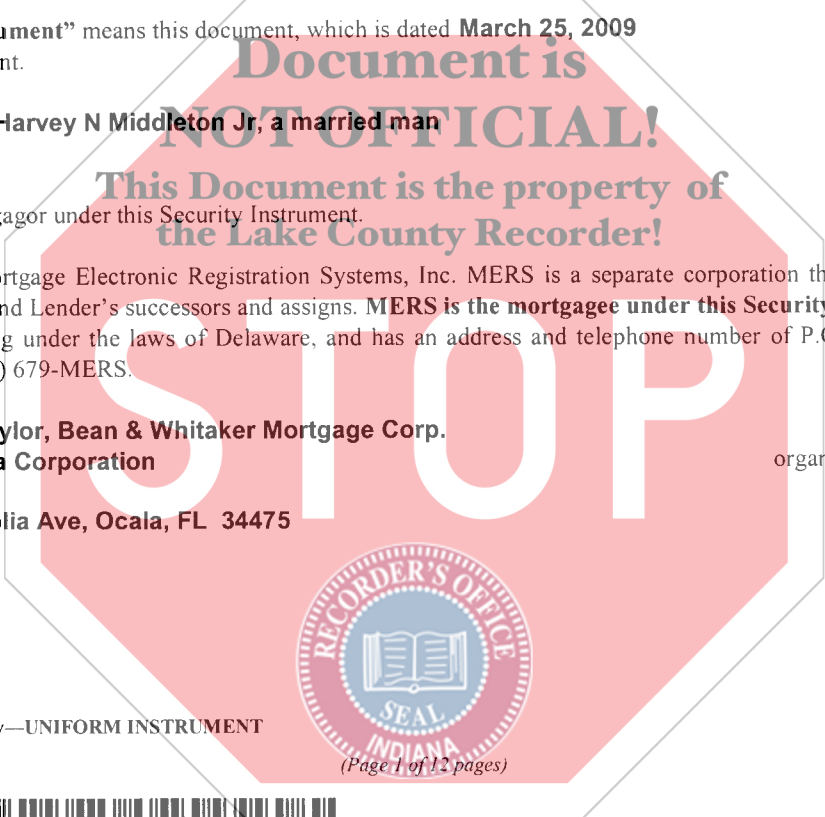 ument” means this document, which is dated March 25, 2009
Document is
nt.
Harvey N Middleton Jr, a married man
NOT OFFICIAL!
This Document is the property of
gagor under this Security Instrument.
the Lake County Recorder!
ortgage Electronic Registration Systems, Inc. MERS is a separate corporation th
nd Lender’s successors and assigns. MERS is the mortgagee under this Security
g under the laws of Delaware, and has an address and telephone number of P.O
) 679-MERS.
STOP
ylor, Bean & Whitaker Mortgage Corp.
a Corporation organ
lia Ave, Ocala, FL 34475
RECORDER'S OFFICE
SEAL
INDIANA
y—UNIFORM INSTRUMENT
(Page 1 of 12 pages)